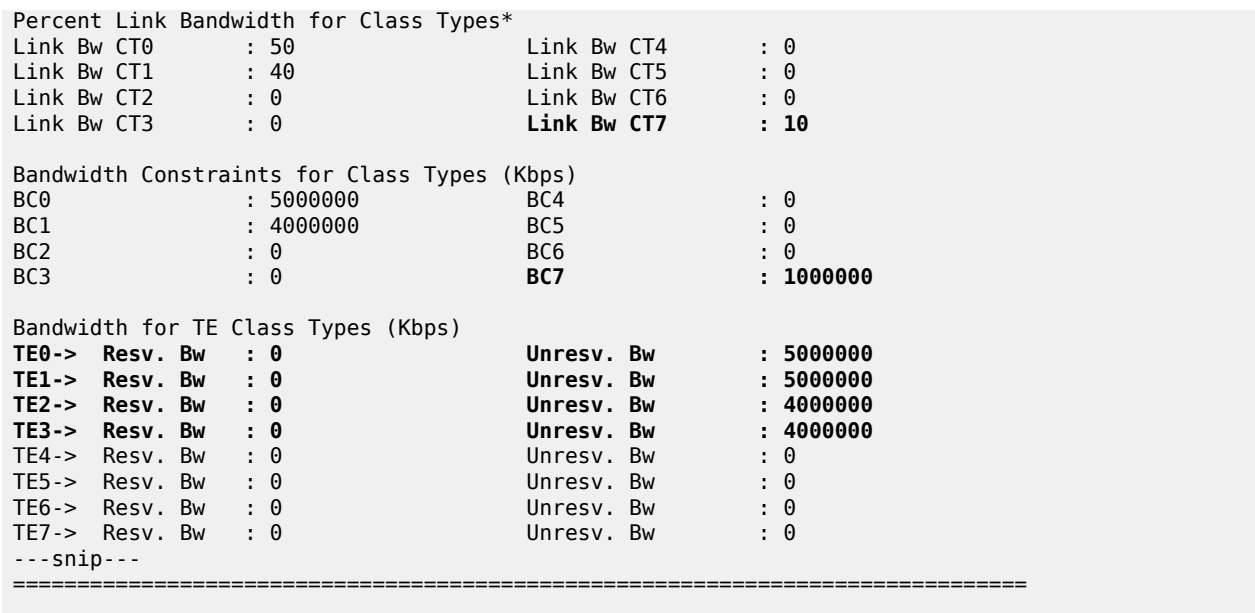 Percent Link Bandwidth for Class Types*
Link Bw CT0      : 50                Link Bw CT4      : 0
Link Bw CT1      : 40                Link Bw CT5      : 0
Link Bw CT2      : 0                 Link Bw CT6      : 0
Link Bw CT3      : 0                 Link Bw CT7      : 10
Bandwidth Constraints for Class Types (Kbps)
BC0              : 5000000           BC4              : 0
BC1              : 4000000           BC5              : 0
BC2              : 0                 BC6              : 0
BC3              : 0                 BC7              : 1000000
Bandwidth for TE Class Types (Kbps)
TE0->  Resv. Bw  : 0                 Unresv. Bw       : 5000000
TE1->  Resv. Bw  : 0                 Unresv. Bw       : 5000000
TE2->  Resv. Bw  : 0                 Unresv. Bw       : 4000000
TE3->  Resv. Bw  : 0                 Unresv. Bw       : 4000000
TE4->  Resv. Bw  : 0                 Unresv. Bw       : 0
TE5->  Resv. Bw  : 0                 Unresv. Bw       : 0
TE6->  Resv. Bw  : 0                 Unresv. Bw       : 0
TE7->  Resv. Bw  : 0                 Unresv. Bw       : 0
---snip---
===============================================================================